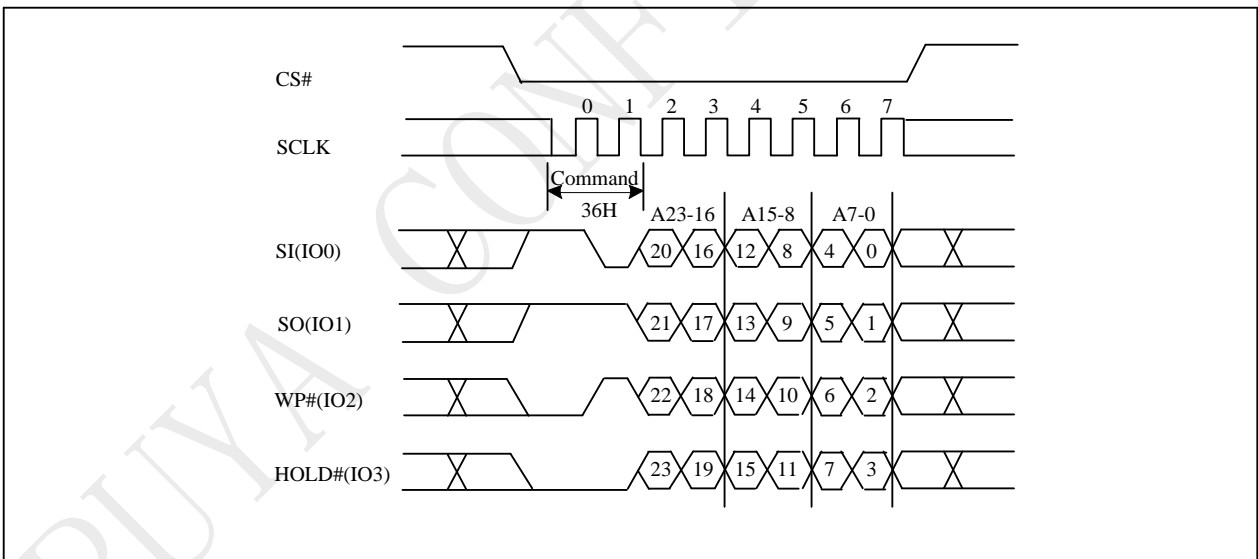 CS#
0 1 2 3 4 5 6 7
SCLK
Command
36H
A23-16 A15-8 A7-0
SI(IO0) 20 16 12 8 4 0
SO(IO1) 21 17 13 9 5 1
WP#(IO2) 22 18 14 10 6 2
HOLD#(IO3) 23 19 15 11 7 3
PUYA CONF